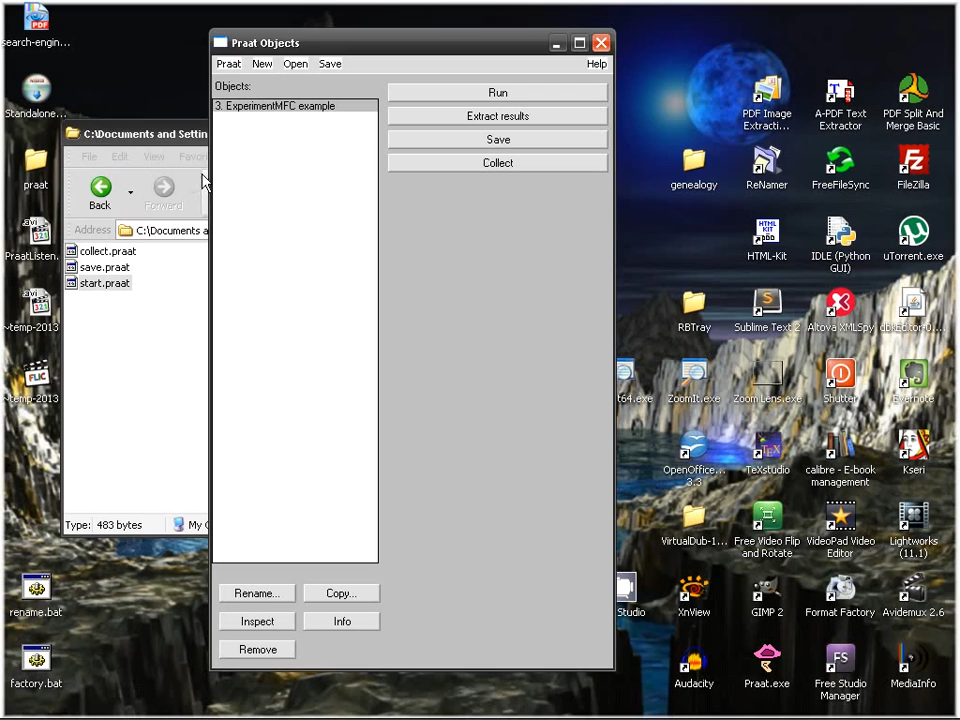 search-engin...
Standalone...
praat
PraatListen.
~temp-2013
~temp-2013
rename.bat
factory.bat
C:\Documents and Settin
File Edit View Favor
Back
Forward
Address C:\Documents a
collect.praat
save.praat
start.praat
Type: 483 bytes
My C
Praat Objects
Praat New Open Save Help
Objects:
3. ExperimentMFC example
Run
Extract results
Save
Collect
Rename... Copy...
Inspect Info
Remove
PDF Image
Extracti...
A-PDF Text
Extractor
PDF Split And
Merge Basic
genealogy
ReNamer
FreeFileSync
FileZilla
HTML-Kit
IDLE (Python
GUI)
uTorrent.exe
RBTray
Sublime Text 2
Altova XMLSpy
t64.exe
ZoomIt.exe
Zoom Lens.exe
Shutter
Evernote
OpenOffice...
3.3
TeXstudio
calibre - E-book
management
Kseri
VirtualDub-1...
Free Video Flip
and Rotate
VideoPad Video
Editor
Lightworks
(11.1)
Studio
XnView
GIMP 2
Format Factory
Avidemux 2.6
Audacity
Praat.exe
Free Studio
Manager
MediaInfo